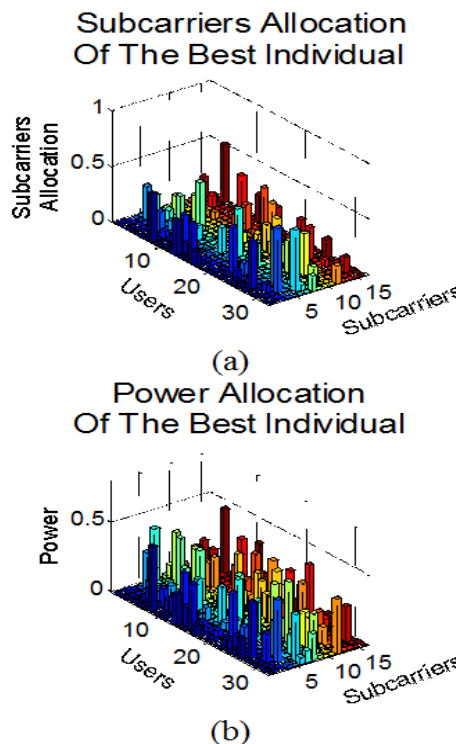 Subcarriers Allocation
Of The Best Individual
1
0.5
0
Subcarriers
Allocation
10
20
30
Users
5
10
15
Subcarriers
(a)
Power Allocation
Of The Best Individual
0.5
0
Power
10
20
30
Users
5
10
15
Subcarriers
(b)